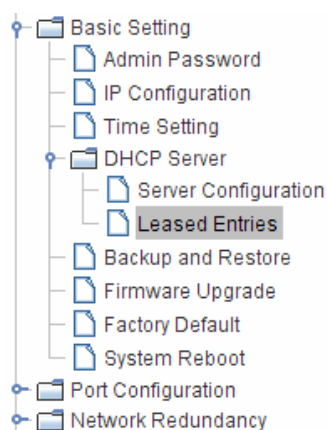 Basic Setting
Admin Password
IP Configuration
Time Setting
DHCP Server
Server Configuration
Leased Entries
Backup and Restore
Firmware Upgrade
Factory Default
System Reboot
Port Configuration
Network Redundancy